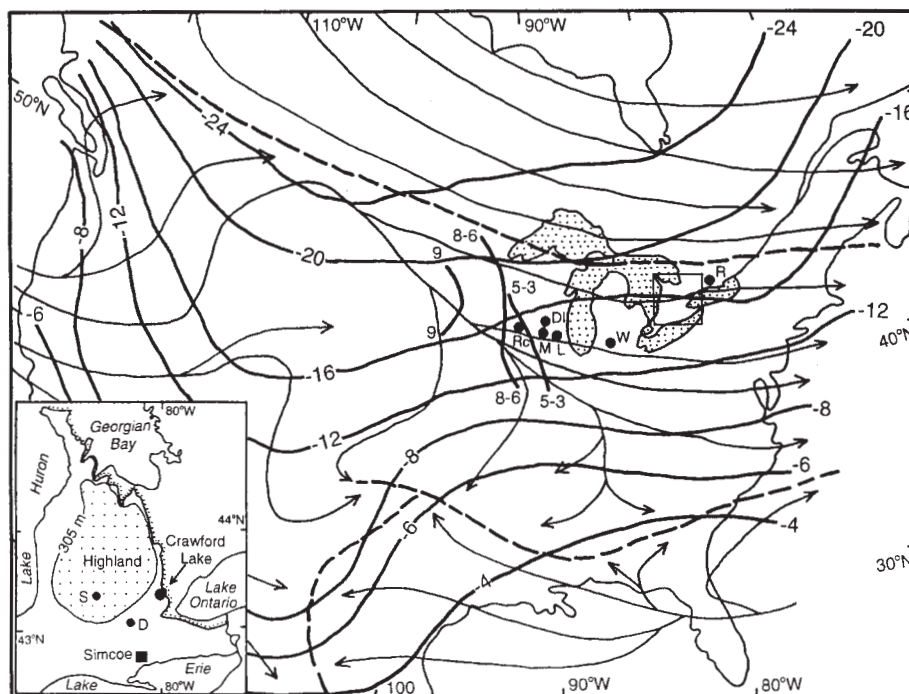 110°W
90°W
-24
-20
-16
50°N
-24
-8
-12
-20
9
8-6
5-3
R
-6
9
Rc
DI
M
L
W
-12
40°N
-16
8-6
5-3
-12
-8
-8
-6
-6
-4
4
30°N
100
90°W
80°W
80°W
Georgian
Bay
Huron
Lake
305 m
44°N
Crawford
Lake
Highland
Lake
Ontario
S
D
43°N
Simcoe
Erie
Lake
80°W